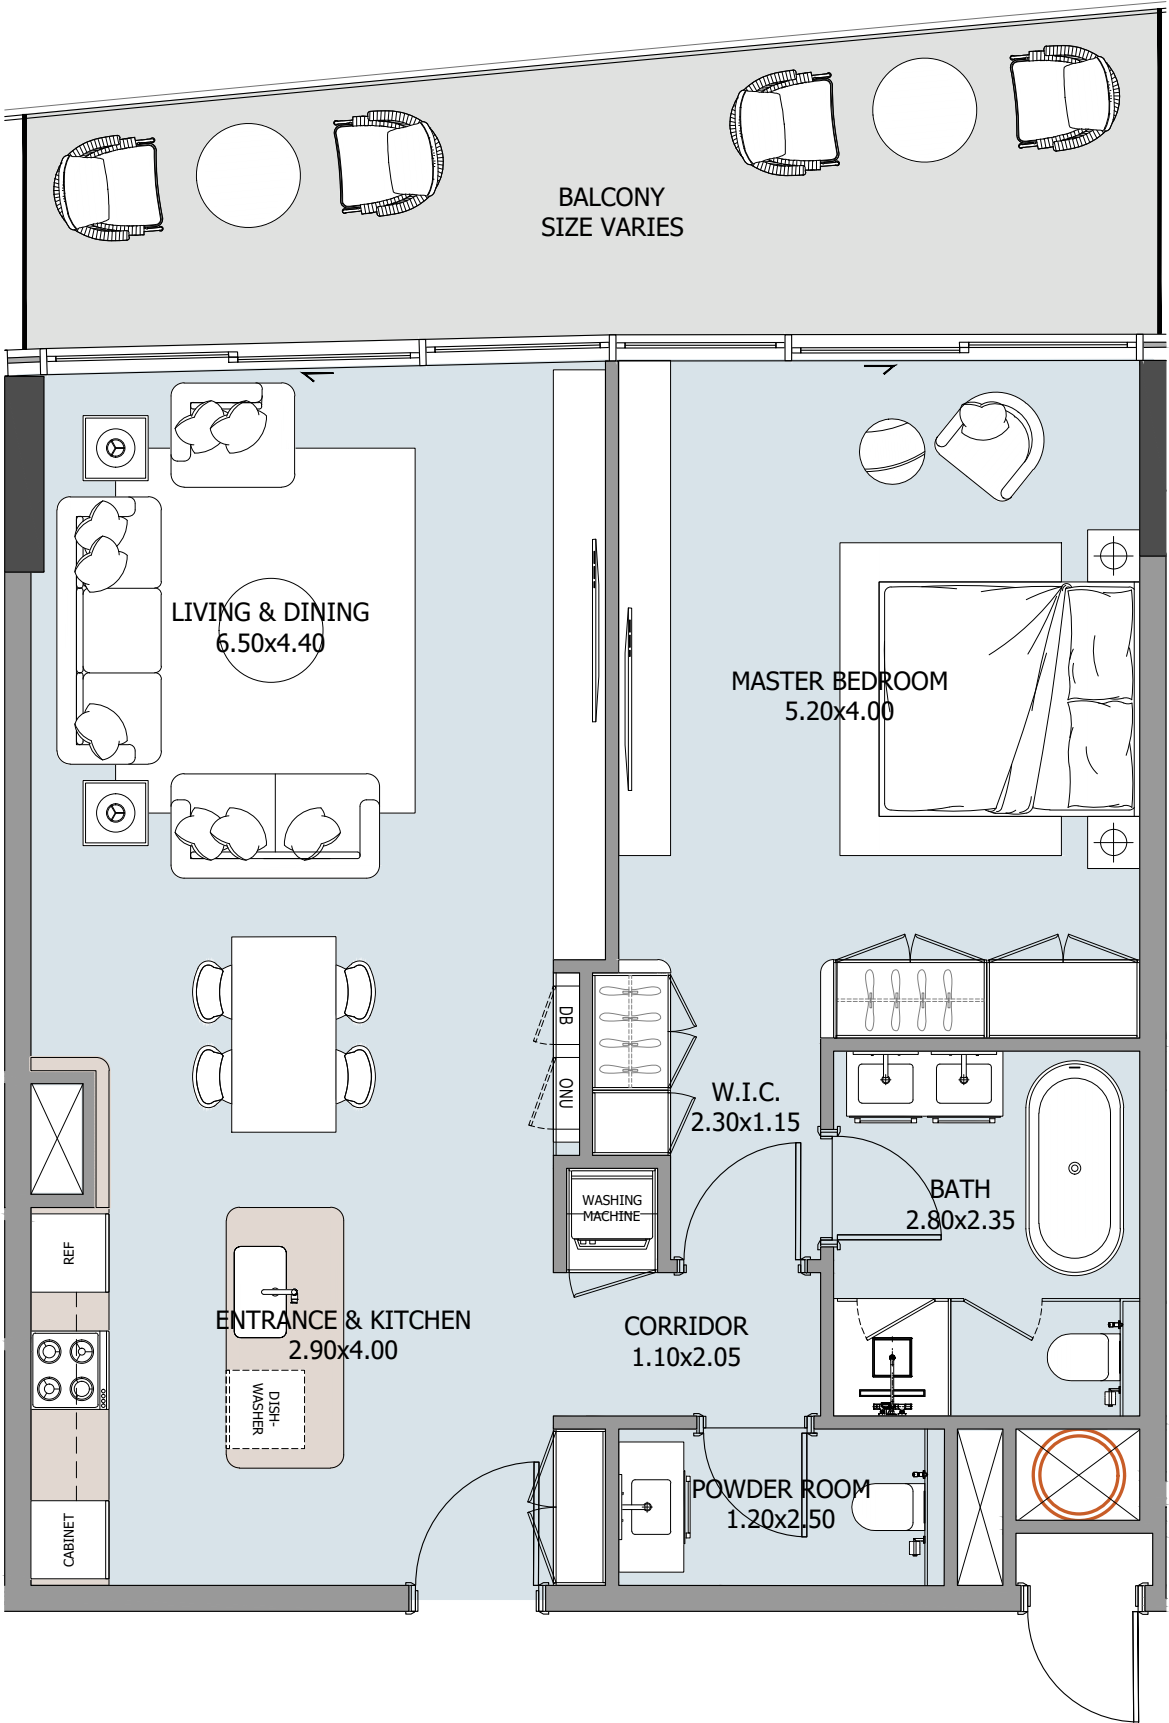 BALCONY
SIZE VARIES
LIVING & DINING
6.50x4.40
MASTER BEDROOM
5.20x4.00
DB
ONU
W.I.C.
2.30x1.15
WASHING
MACHINE
BATH
2.80x2.35
REF
ENTRANCE & KITCHEN
2.90x4.00
CORRIDOR
1.10x2.05
DISH-
WASHER
POWDER ROOM
1.20x2.50
CABINET